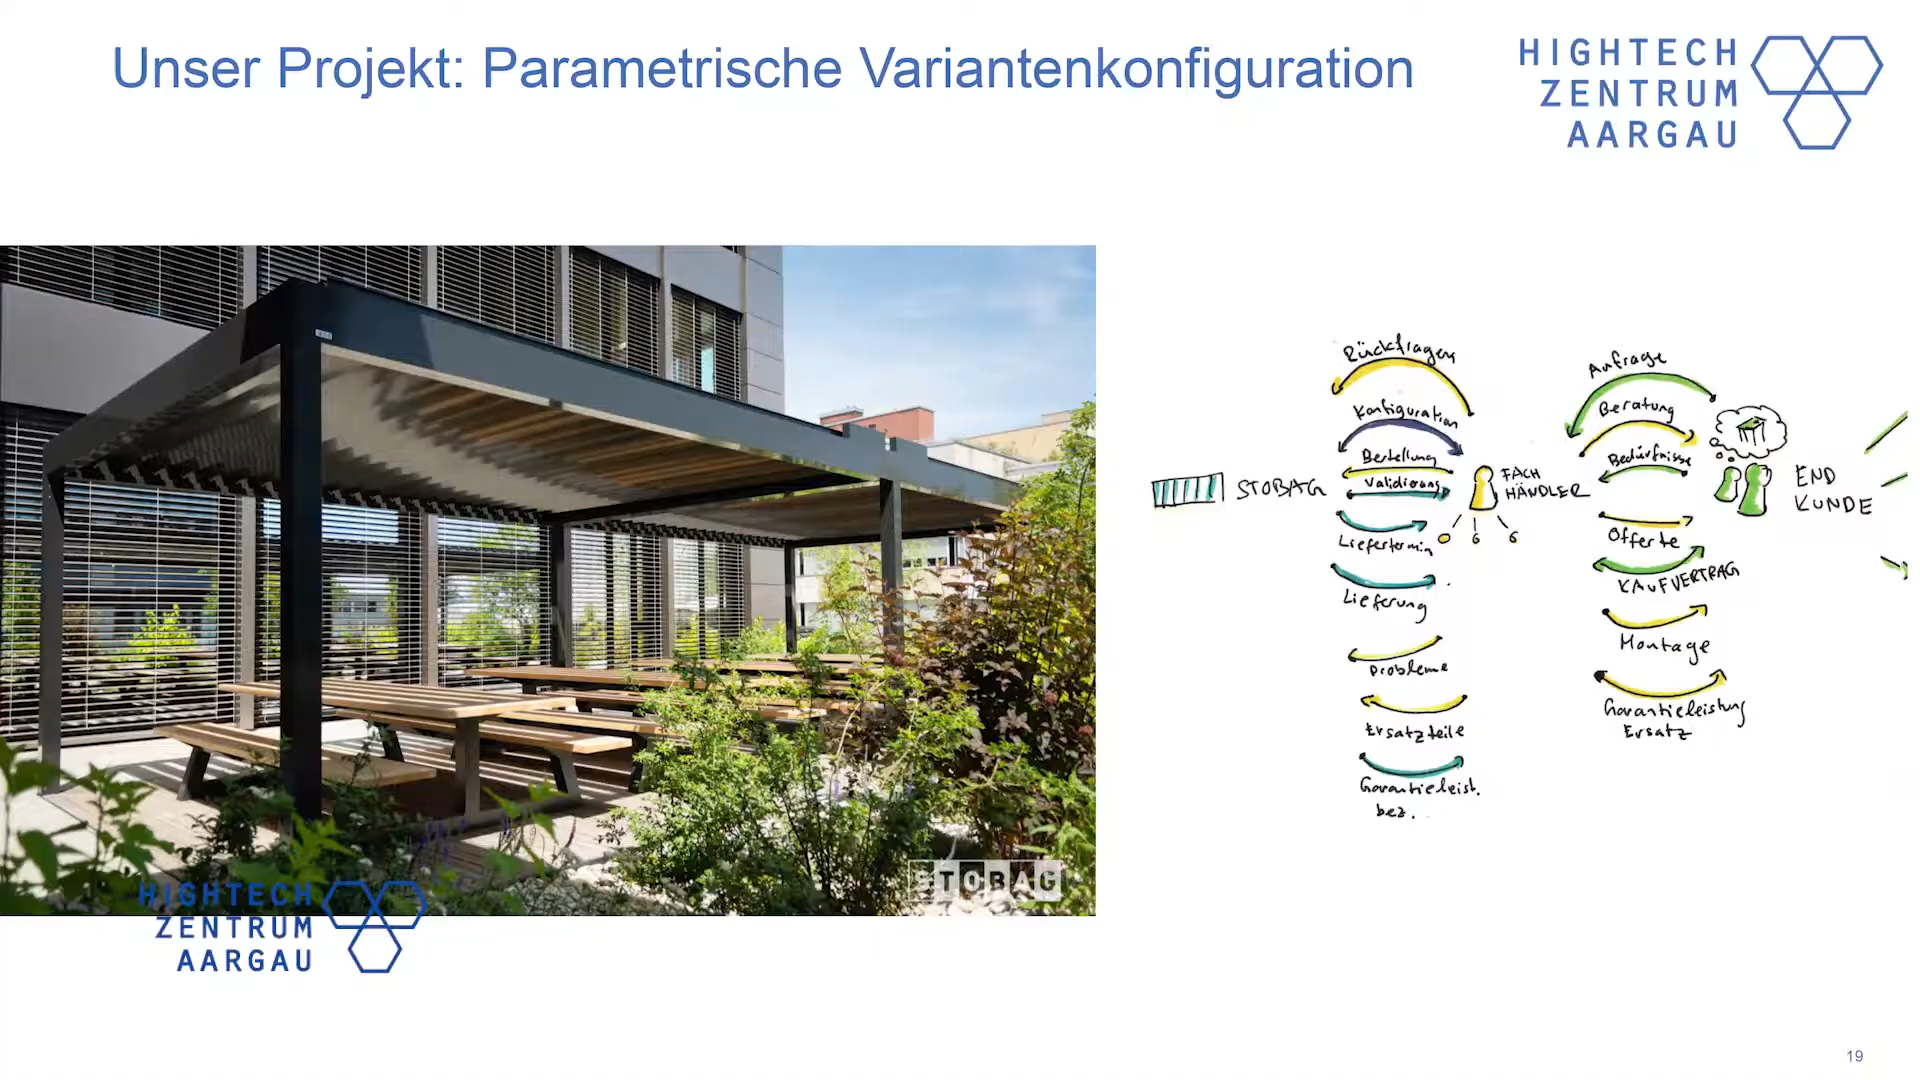 Unser Projekt: Parametrische Variantenkonfiguration
HIGHTECH
ZENTRUM
AARGAU
Rückfragen
Konfiguration
Bestellung
Validierung
STOBAG
FACH
HÄNDLER
Liefertermin
Lieferung
Probleme
Ersatzteile
Garantieleist.
bez.
Anfrage
Beratung
Bedürfnisse
END
KUNDE
Offerte
KAUFVERTRAG
Montage
Garantieleistung
Ersatz
STOBAG
HIGHTECH
ZENTRUM
AARGAU
19